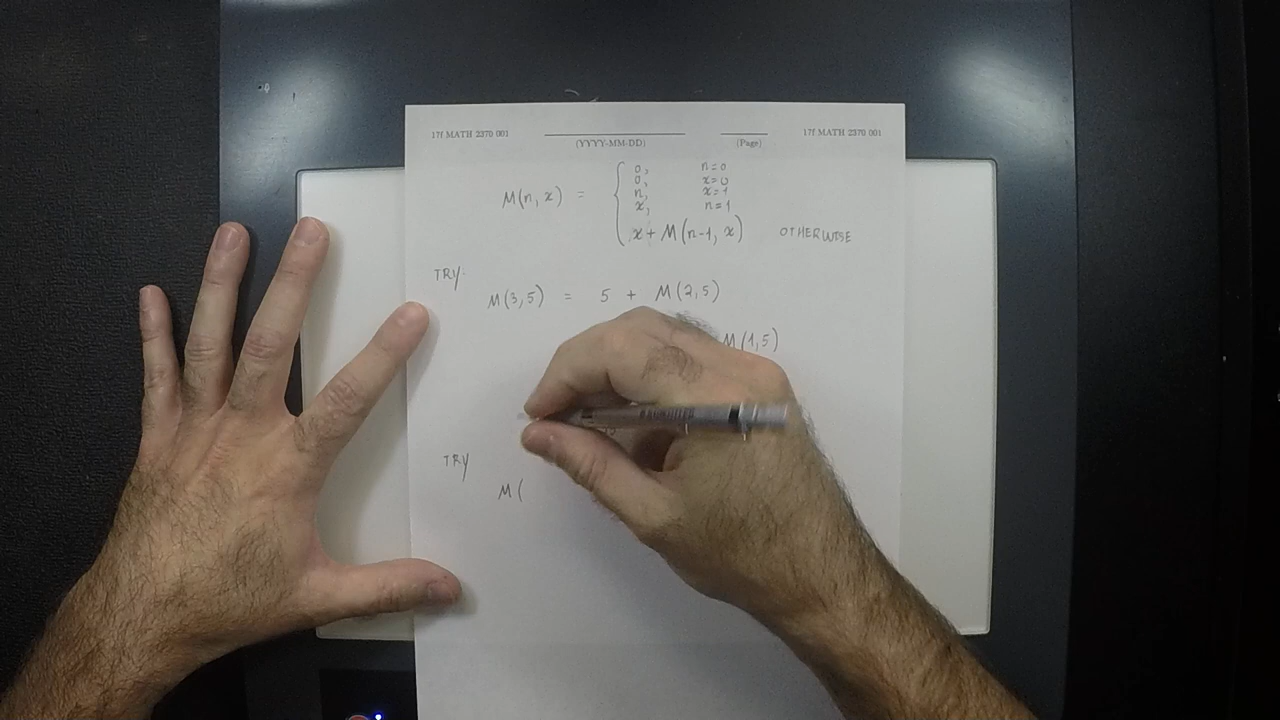 17f MATH 2370 001 (YYYY-MM-DD) (Page) 17f MATH 2370 001
0, n=0
0, x=0
M(n, x) = n, x=1
x, n=1
x + M(n-1, x) OTHERWISE
TRY:
M(3,5) = 5 + M(2,5)
M(1,5)
TRY
M(